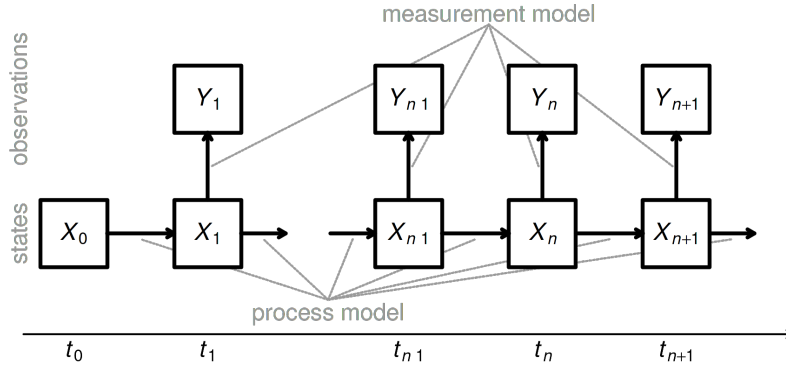 measurement model
observations
Y1 Yn 1 Yn Yn+1
states
X0 X1 Xn 1 Xn Xn+1
process model
t0 t1 tn 1 tn tn+1